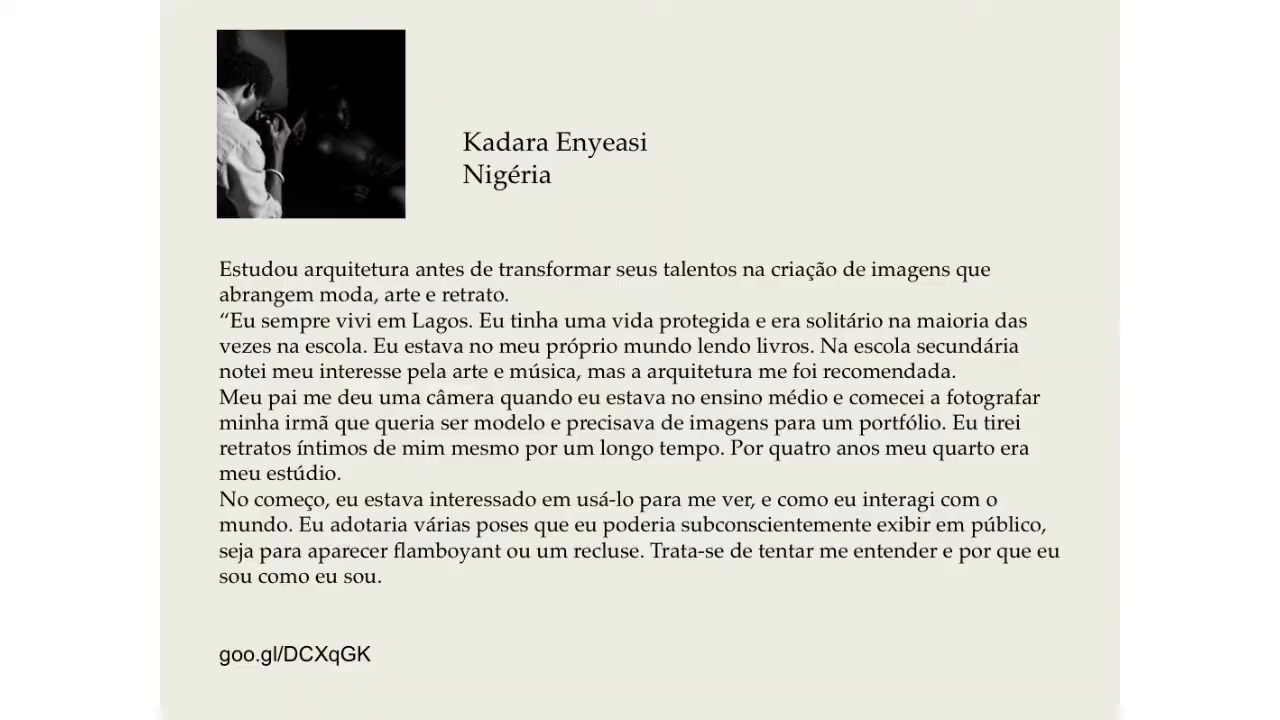 Kadara Enyeasi
Nigéria
Estudou arquitetura antes de transformar seus talentos na criação de imagens que
abrangem moda, arte e retrato.
“Eu sempre vivi em Lagos. Eu tinha uma vida protegida e era solitário na maioria das
vezes na escola. Eu estava no meu próprio mundo lendo livros. Na escola secundária
notei meu interesse pela arte e música, mas a arquitetura me foi recomendada.
Meu pai me deu uma câmera quando eu estava no ensino médio e comecei a fotografar
minha irmã que queria ser modelo e precisava de imagens para um portfólio. Eu tirei
retratos íntimos de mim mesmo por um longo tempo. Por quatro anos meu quarto era
meu estúdio.
No começo, eu estava interessado em usá-lo para me ver, e como eu interagi com o
mundo. Eu adotaria várias poses que eu poderia subconscientemente exibir em público,
seja para aparecer flamboyant ou um recluse. Trata-se de tentar me entender e por que eu
sou como eu sou.
goo.gl/DCXqGK